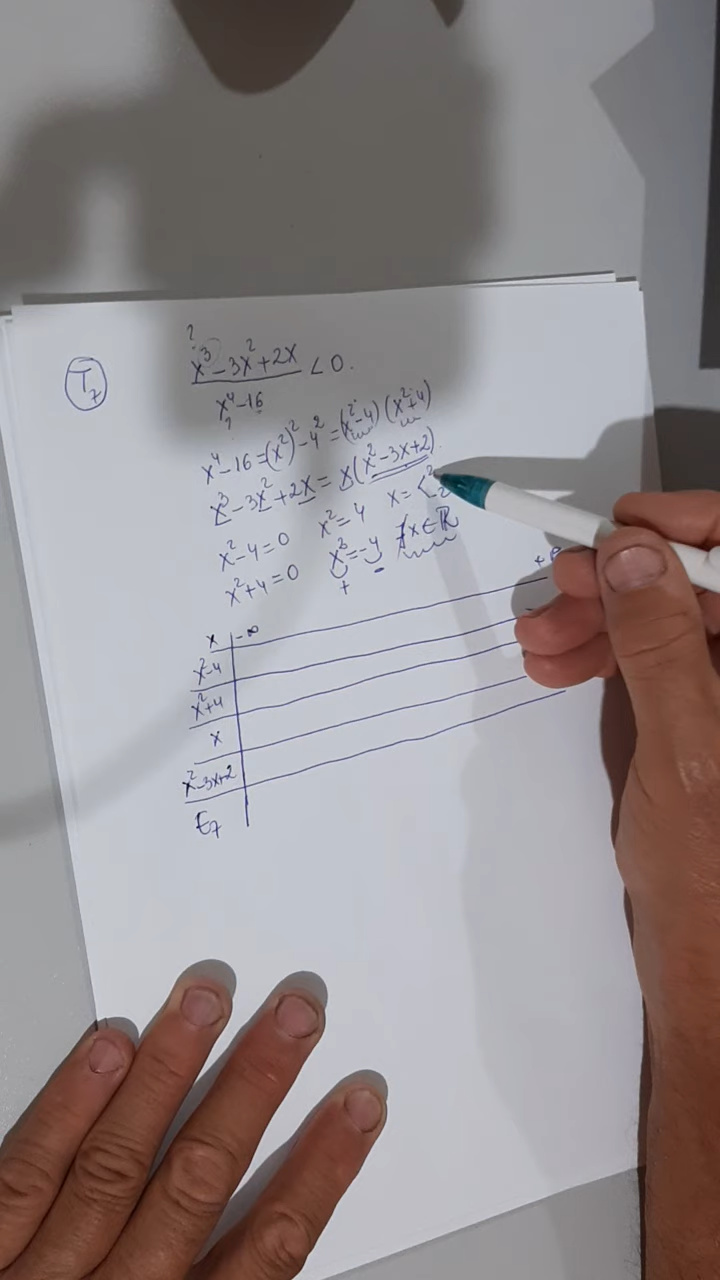 T₇
?
x³-3x²+2x / x⁴-16 < 0.
?
x⁴-16=(x²)²-4²=(x²-4)(x²+4)
x³-3x²+2x = x(x²-3x+2).
x²-4=0 x²=4 x=< 2 -2
x²+4=0 x²=-4 ∄x∈ℝ
+ -
x -∞ +∞
x²-4
x²+4
x
x²-3x+2
E₇